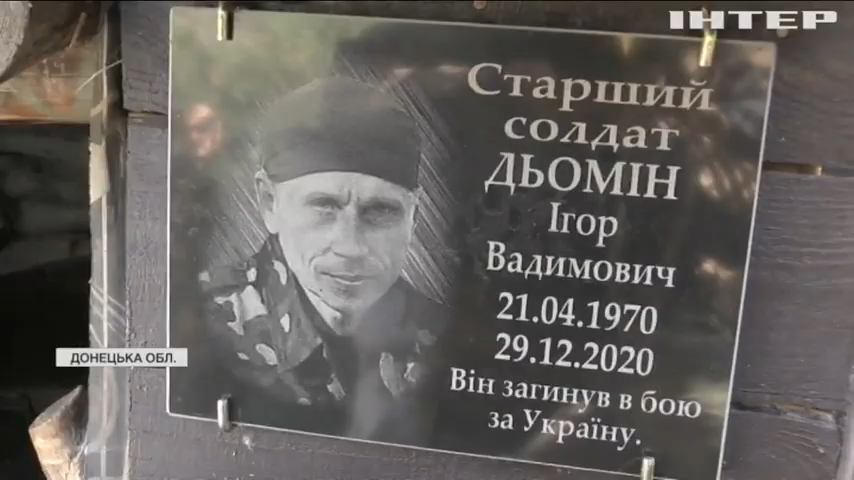 ІНТЕР
Старший
солдат
ДЬОМІН
Ігор
Вадимович
21.04.1970
29.12.2020
Він загинув в бою
за Україну.
ДОНЕЦЬКА ОБЛ.